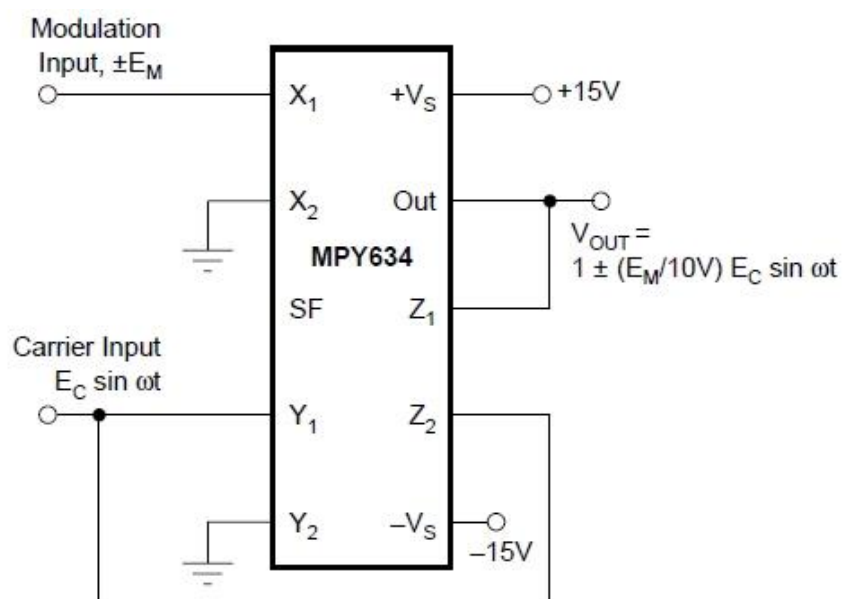 Modulation
Input, ±E_M
X_1
+V_S
+15V
X_2
Out
V_OUT =
1 ± (E_M/10V) E_C sin ωt
MPY634
SF
Z_1
Carrier Input
E_C sin ωt
Y_1
Z_2
Y_2
–V_S
–15V